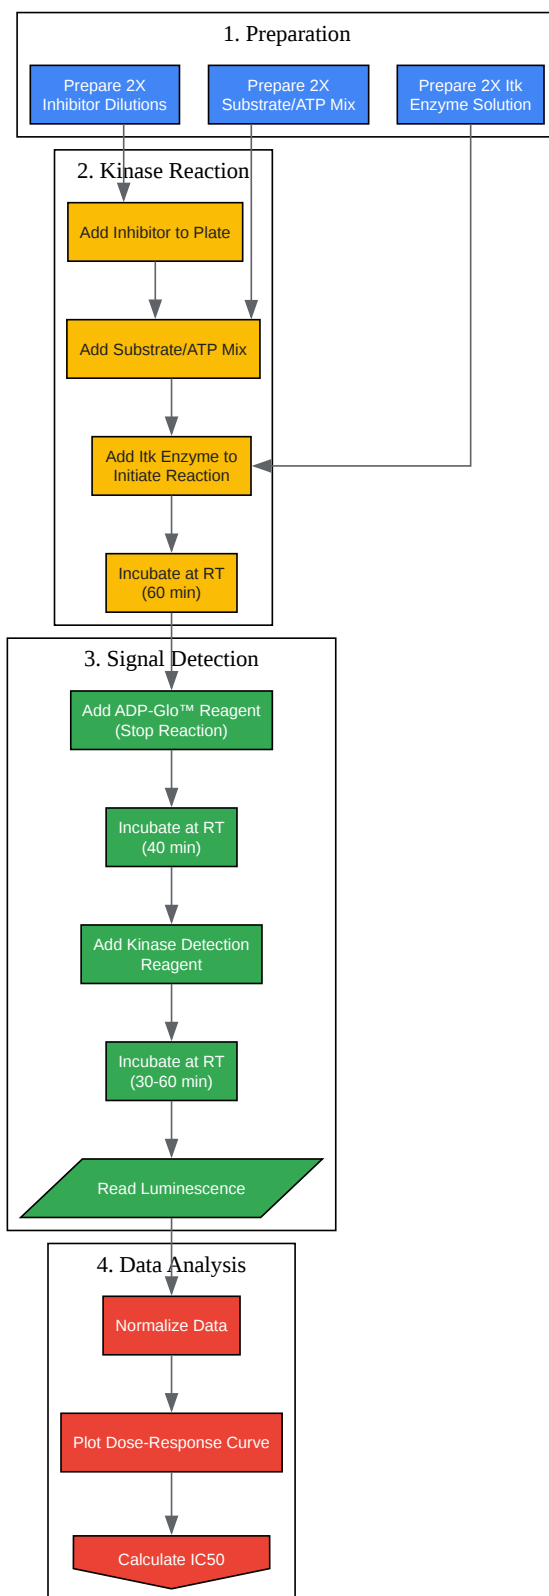 1. Preparation
Prepare 2X
Inhibitor Dilutions
Prepare 2X
Substrate/ATP Mix
Prepare 2X Itk
Enzyme Solution
2. Kinase Reaction
Add Inhibitor to Plate
Add Substrate/ATP Mix
Add Itk Enzyme to
Initiate Reaction
Incubate at RT
(60 min)
3. Signal Detection
Add ADP-Glo™ Reagent
(Stop Reaction)
Incubate at RT
(40 min)
Add Kinase Detection
Reagent
Incubate at RT
(30-60 min)
Read Luminescence
4. Data Analysis
Normalize Data
Plot Dose-Response Curve
Calculate IC50